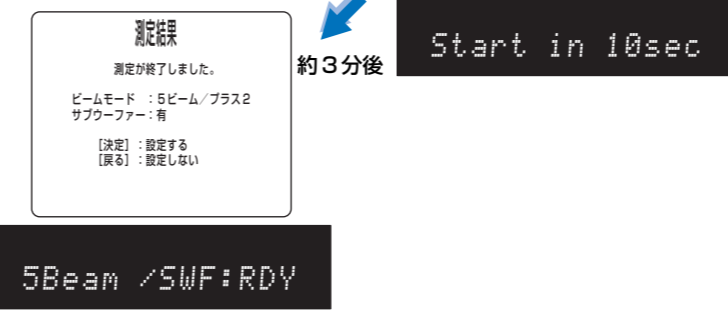 Start in 10sec
約3分後
測定結果
測定が終了しました。
ビームモード :5ビーム/プラス2
サブウーファー:有
[決定]:設定する
[戻る]:設定しない
5Beam /SWF:RDY